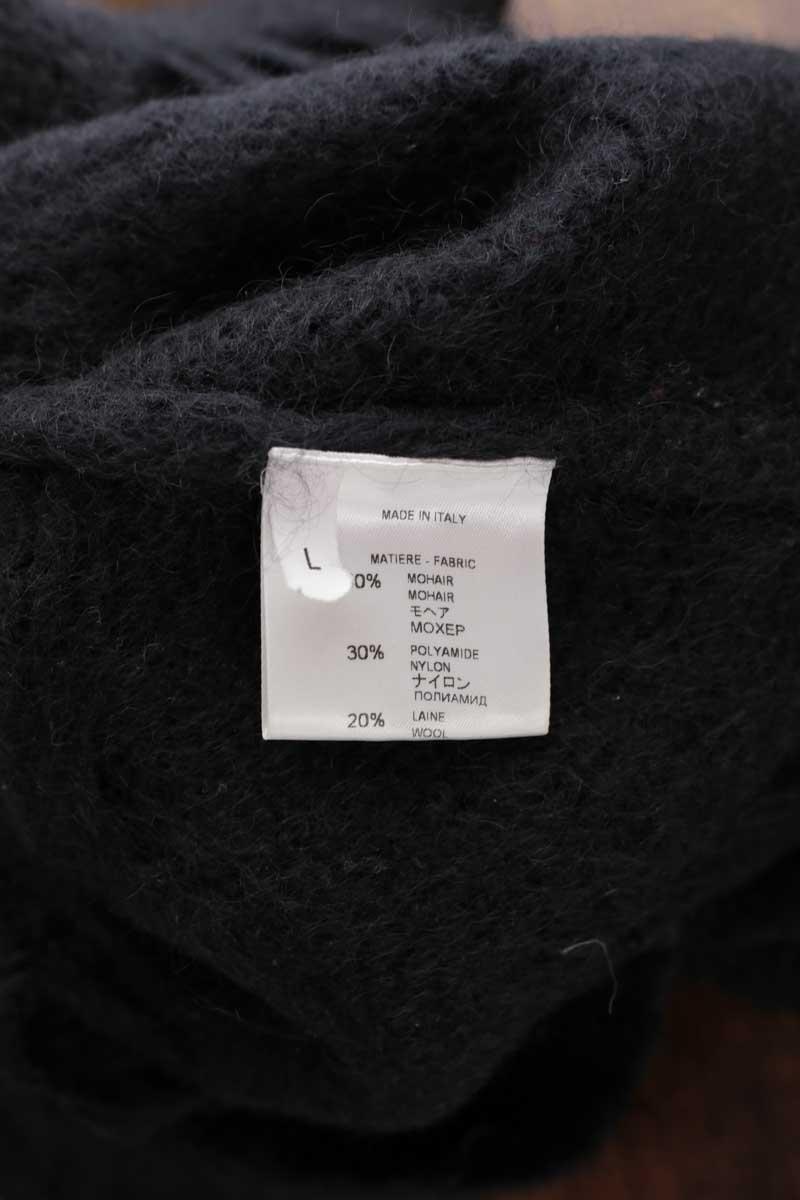 MADE IN ITALY
L
MATIERE - FABRIC
0% MOHAIR
MOHAIR
モヘア
МОХЕР
30% POLYAMIDE
NYLON
ナイロン
ПОЛИАМИД
20% LAINE
WOOL